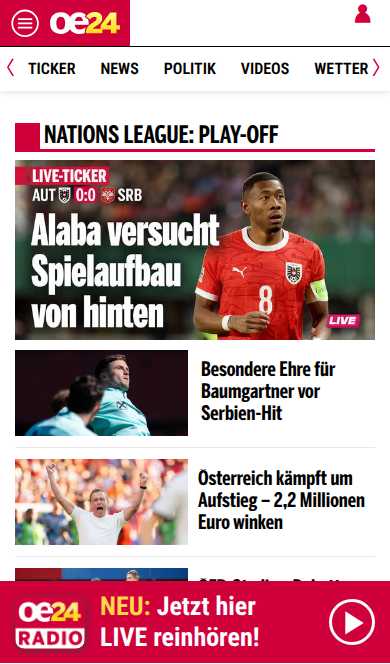 oe24
TICKER NEWS POLITIK VIDEOS WETTER
NATIONS LEAGUE: PLAY-OFF
LIVE-TICKER
AUT 0:0 SRB
Alaba versucht
Spielaufbau
von hinten
8
LIVE
Besondere Ehre für
Baumgartner vor
Serbien-Hit
Österreich kämpft um
Aufstieg – 2,2 Millionen
Euro winken
oe24
RADIO
NEU: Jetzt hier
LIVE reinhören!